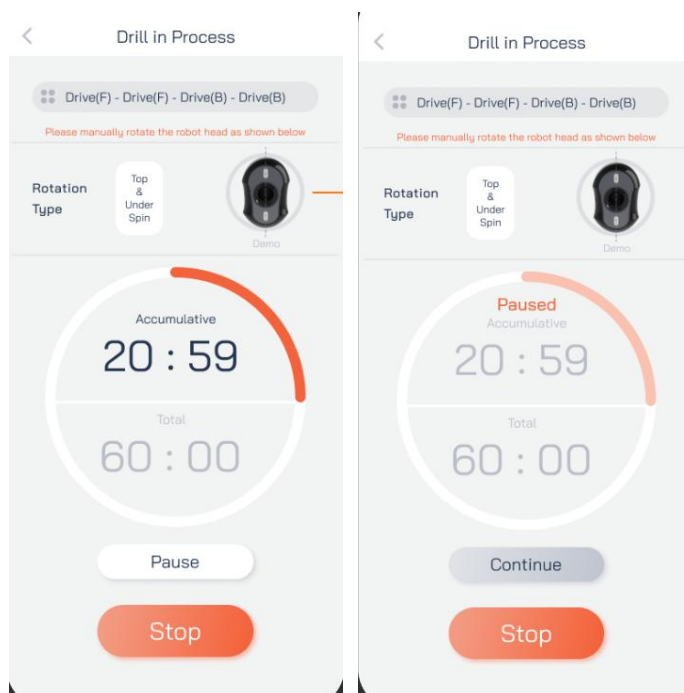 Drill in Process
Drive(F) - Drive(F) - Drive(B) - Drive(B)
Please manually rotate the robot head as shown below
Rotation
Type
Top
&
Under
Spin
Demo
Accumulative
20 : 59
Total
60 : 00
Pause
Stop
Drill in Process
Drive(F) - Drive(F) - Drive(B) - Drive(B)
Please manually rotate the robot head as shown below
Rotation
Type
Top
&
Under
Spin
Demo
Paused
Accumulative
20 : 59
Total
60 : 00
Continue
Stop